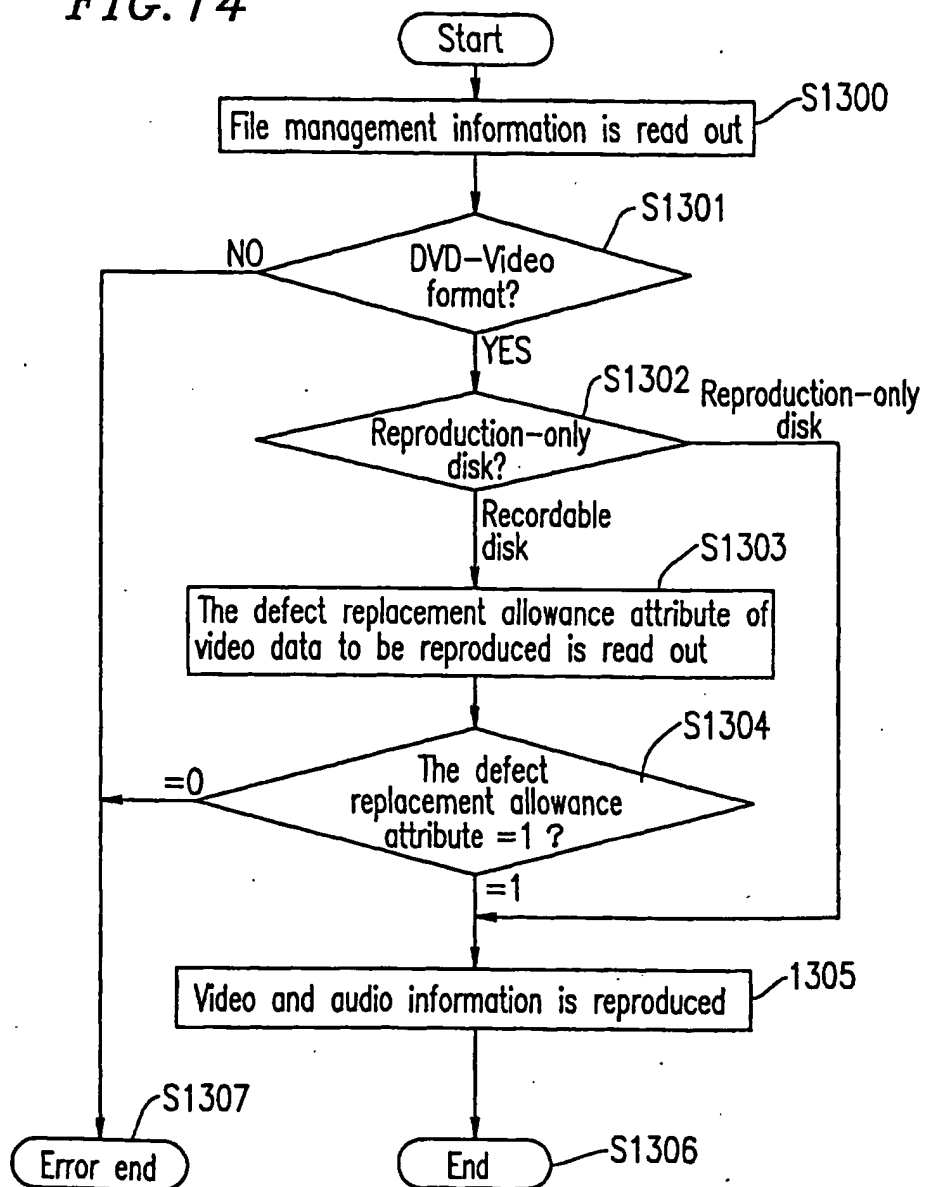 FIG. 14
Start
S1300
File management information is read out
S1301
NO
DVD-Video
format?
YES
S1302
Reproduction-only
disk
Reproduction-only
disk?
Recordable
disk
S1303
The defect replacement allowance attribute of
video data to be reproduced is read out
S1304
=0
The defect
replacement allowance
attribute =1 ?
=1
1305
Video and audio information is reproduced
S1307
Error end
End
S1306